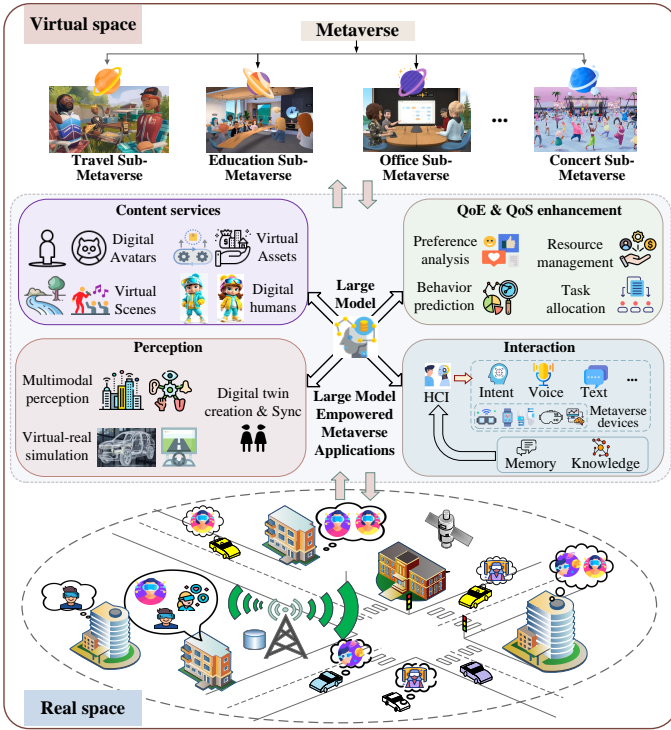 Virtual space
Metaverse
Travel Sub-
Metaverse
Education Sub-
Metaverse
Office Sub-
Metaverse
...
Concert Sub-
Metaverse
Content services
Digital
Avatars
Virtual
Assets
Virtual
Scenes
Digital
humans
QoE & QoS enhancement
Preference
analysis
Resource
management
Behavior
prediction
Task
allocation
Large
Model
Large Model
Empowered
Metaverse
Applications
Perception
Multimodal
perception
Digital twin
creation & Sync
Virtual-real
simulation
Interaction
HCI
Intent
Voice
Text
...
Metaverse
devices
Memory
Knowledge
Real space